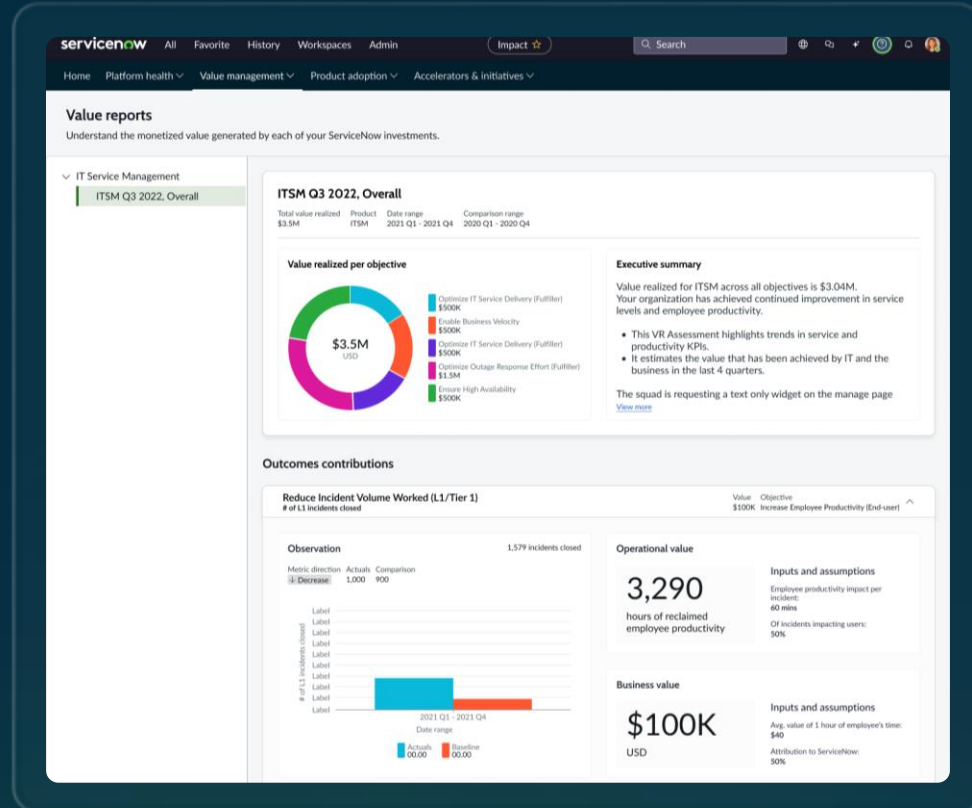 servicenow All Favorite History Workspaces Admin Impact ☆ Search
Home Platform health Value management Product adoption Accelerators & initiatives
Value reports
Understand the monetized value generated by each of your ServiceNow investments.
IT Service Management
ITSM Q3 2022, Overall
ITSM Q3 2022, Overall
Total value realized Product Date range Comparison range
$3.5M ITSM 2021 Q1 - 2021 Q4 2020 Q1 - 2020 Q4
Value realized per objective
$3.5M
USD
Optimize IT Service Delivery (Fulfiller)
$500K
Enable Business Velocity
$500K
Optimize IT Service Delivery (Fulfiller)
$500K
Optimize Outage Response Effort (Fulfiller)
$1.5M
Ensure High Availability
$500K
Executive summary
Value realized for ITSM across all objectives is $3.04M.
Your organization has achieved continued improvement in service
levels and employee productivity.
• This VR Assessment highlights trends in service and
productivity KPIs.
• It estimates the value that has been achieved by IT and the
business in the last 4 quarters.
The squad is requesting a text only widget on the manage page
View more
Outcomes contributions
Reduce Incident Volume Worked (L1/Tier 1)
# of L1 incidents closed
Value Objective
$100K Increase Employee Productivity (End-user)
Observation 1,579 incidents closed
Metric direction Actuals Comparison
↓ Decrease 1,000 900
# of L1 incidents closed
Label
Label
Label
Label
Label
Label
Label
Label
Label
Label
2021 Q1 - 2021 Q4
Date range
Actuals Baseline
00.00 00.00
Operational value
3,290
hours of reclaimed
employee productivity
Inputs and assumptions
Employee productivity impact per
incident:
60 mins
Of incidents impacting users:
50%
Business value
$100K
USD
Inputs and assumptions
Avg. value of 1 hour of employee's time:
$40
Attribution to ServiceNow:
50%